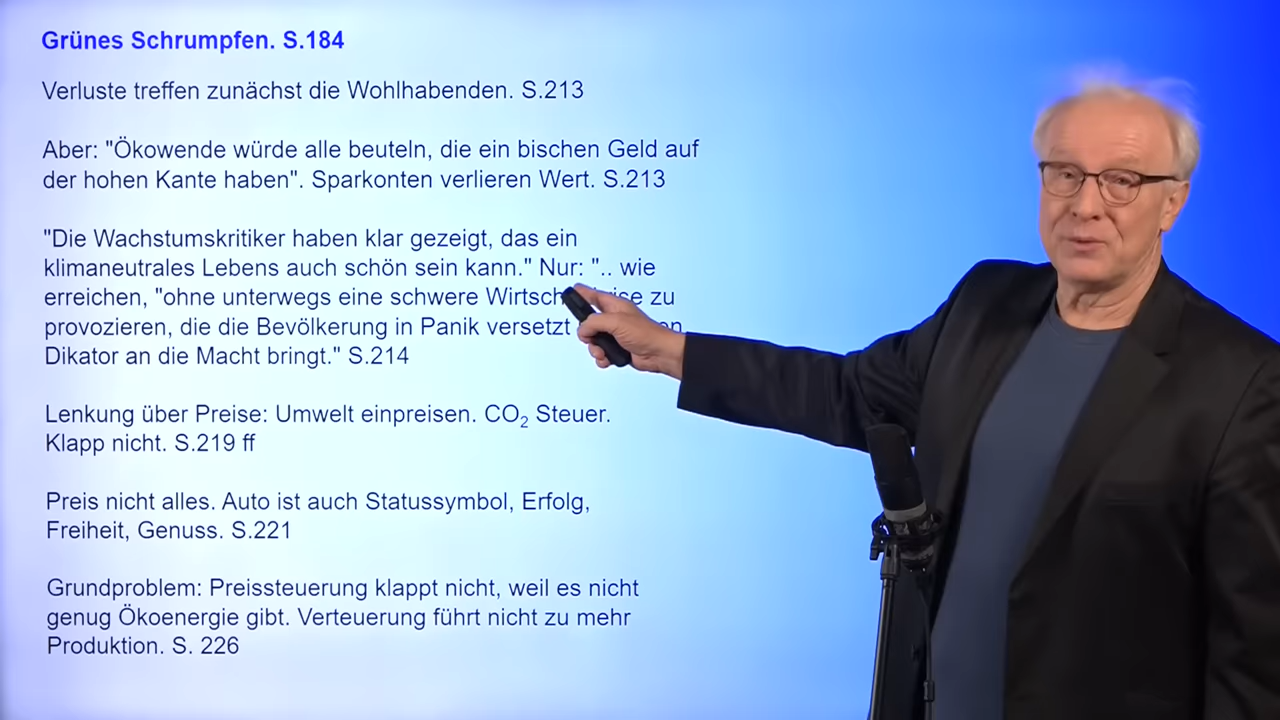 Grünes Schrumpfen. S.184
Verluste treffen zunächst die Wohlhabenden. S.213
Aber: "Ökowende würde alle beuteln, die ein bischen Geld auf
der hohen Kante haben". Sparkonten verlieren Wert. S.213
"Die Wachstumskritiker haben klar gezeigt, das ein
klimaneutrales Lebens auch schön sein kann." Nur: ".. wie
erreichen, "ohne unterwegs eine schwere zu
provozieren, die die Bevölkerung in Panik versetzt
Dikator an die Macht bringt." S.214
Lenkung über Preise: Umwelt einpreisen. CO₂ Steuer.
Klapp nicht. S.219 ff
Preis nicht alles. Auto ist auch Statussymbol, Erfolg,
Freiheit, Genuss. S.221
Grundproblem: Preissteuerung klappt nicht, weil es nicht
genug Ökoenergie gibt. Verteuerung führt nicht zu mehr
Produktion. S. 226